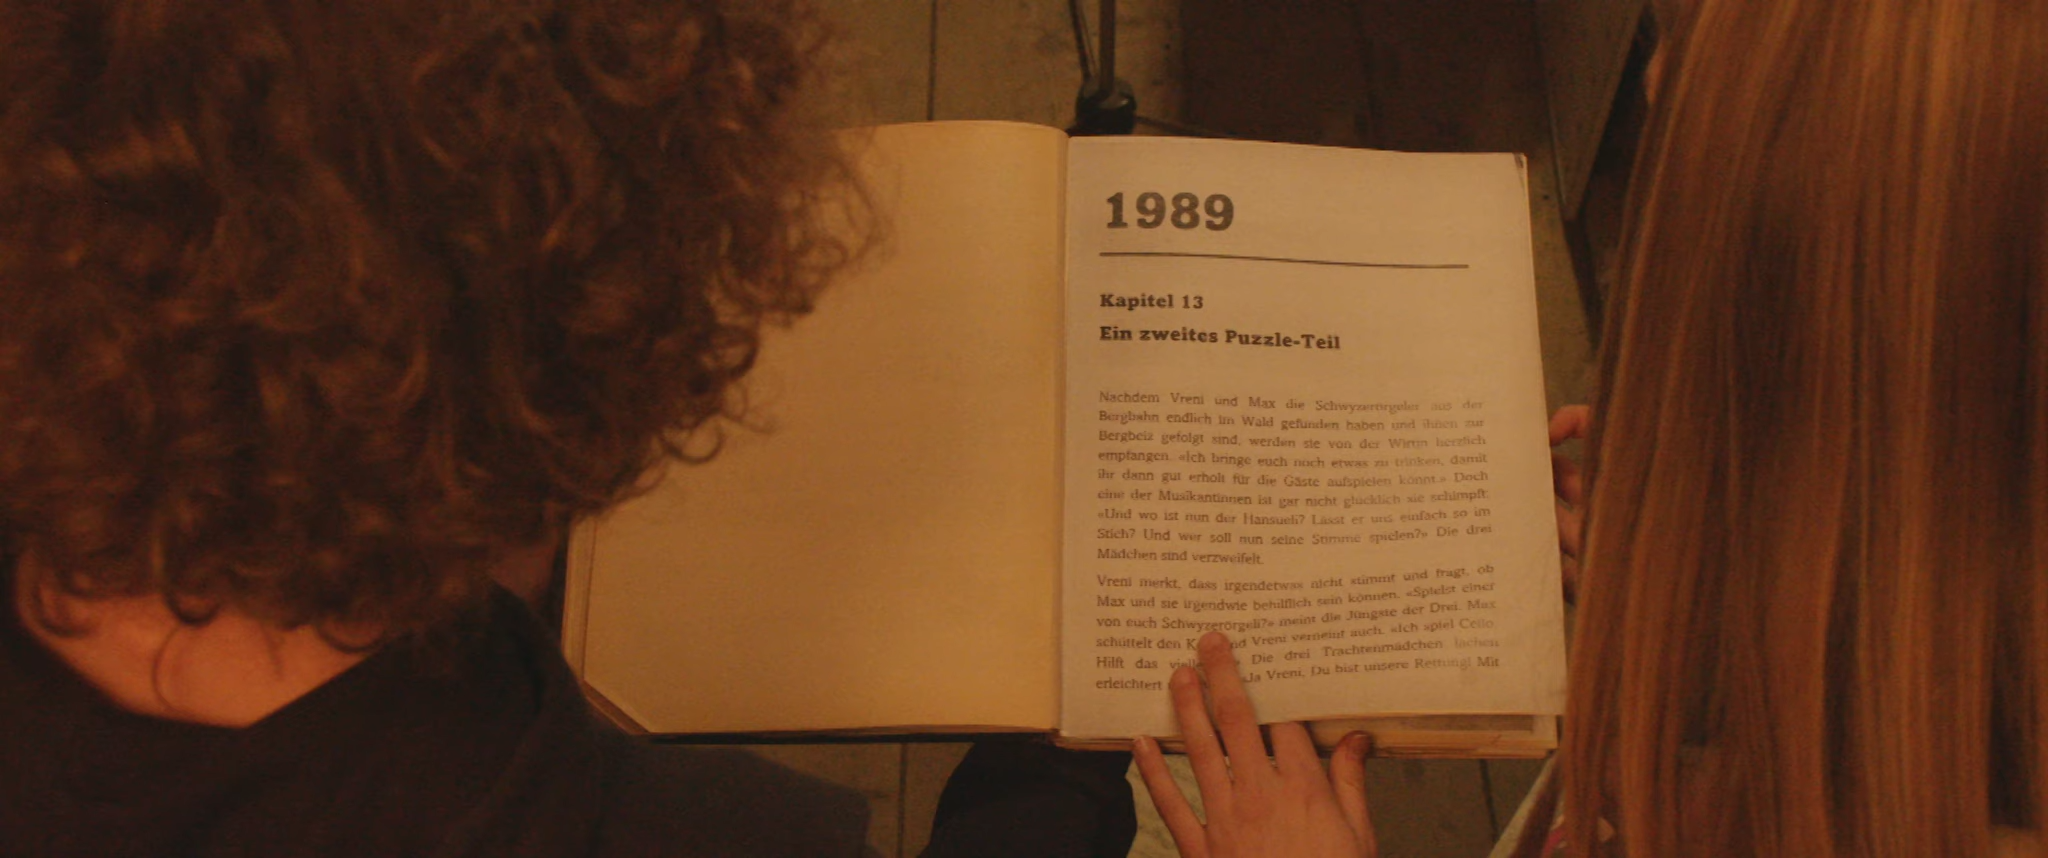 1989
Kapitel 13
Ein zweites Puzzle-Teil
Nachdem Vreni und Max die Schwyzerörgeler aus der
Bergbahn endlich im Wald gefunden haben und ihnen zur
Bergbeiz gefolgt sind, werden sie von der Wirtin herzlich
empfangen. «Ich bringe euch noch etwas zu trinken, damit
ihr dann gut erholt für die Gäste aufspielen könnt.» Doch
eine der Musikantinnen ist gar nicht glücklich sie schimpft:
«Und wo ist nun der Hansueli? Lässt er uns einfach so im
Stich? Und wer soll nun seine Stimme spielen?» Die drei
Mädchen sind verzweifelt.
Vreni merkt, dass irgendetwas nicht stimmt und fragt, ob
Max und sie irgendwie behilflich sein können. «Spielst einer
von euch Schwyzerörgeli?» meint die Jüngste der Drei. Max
schüttelt den und Vreni verneint auch. «Ich spiel Cello.
Hilft das Die drei Trachtenmädchen lachen
erleichtert «Ja Vreni, Du bist unsere Rettung! Mit